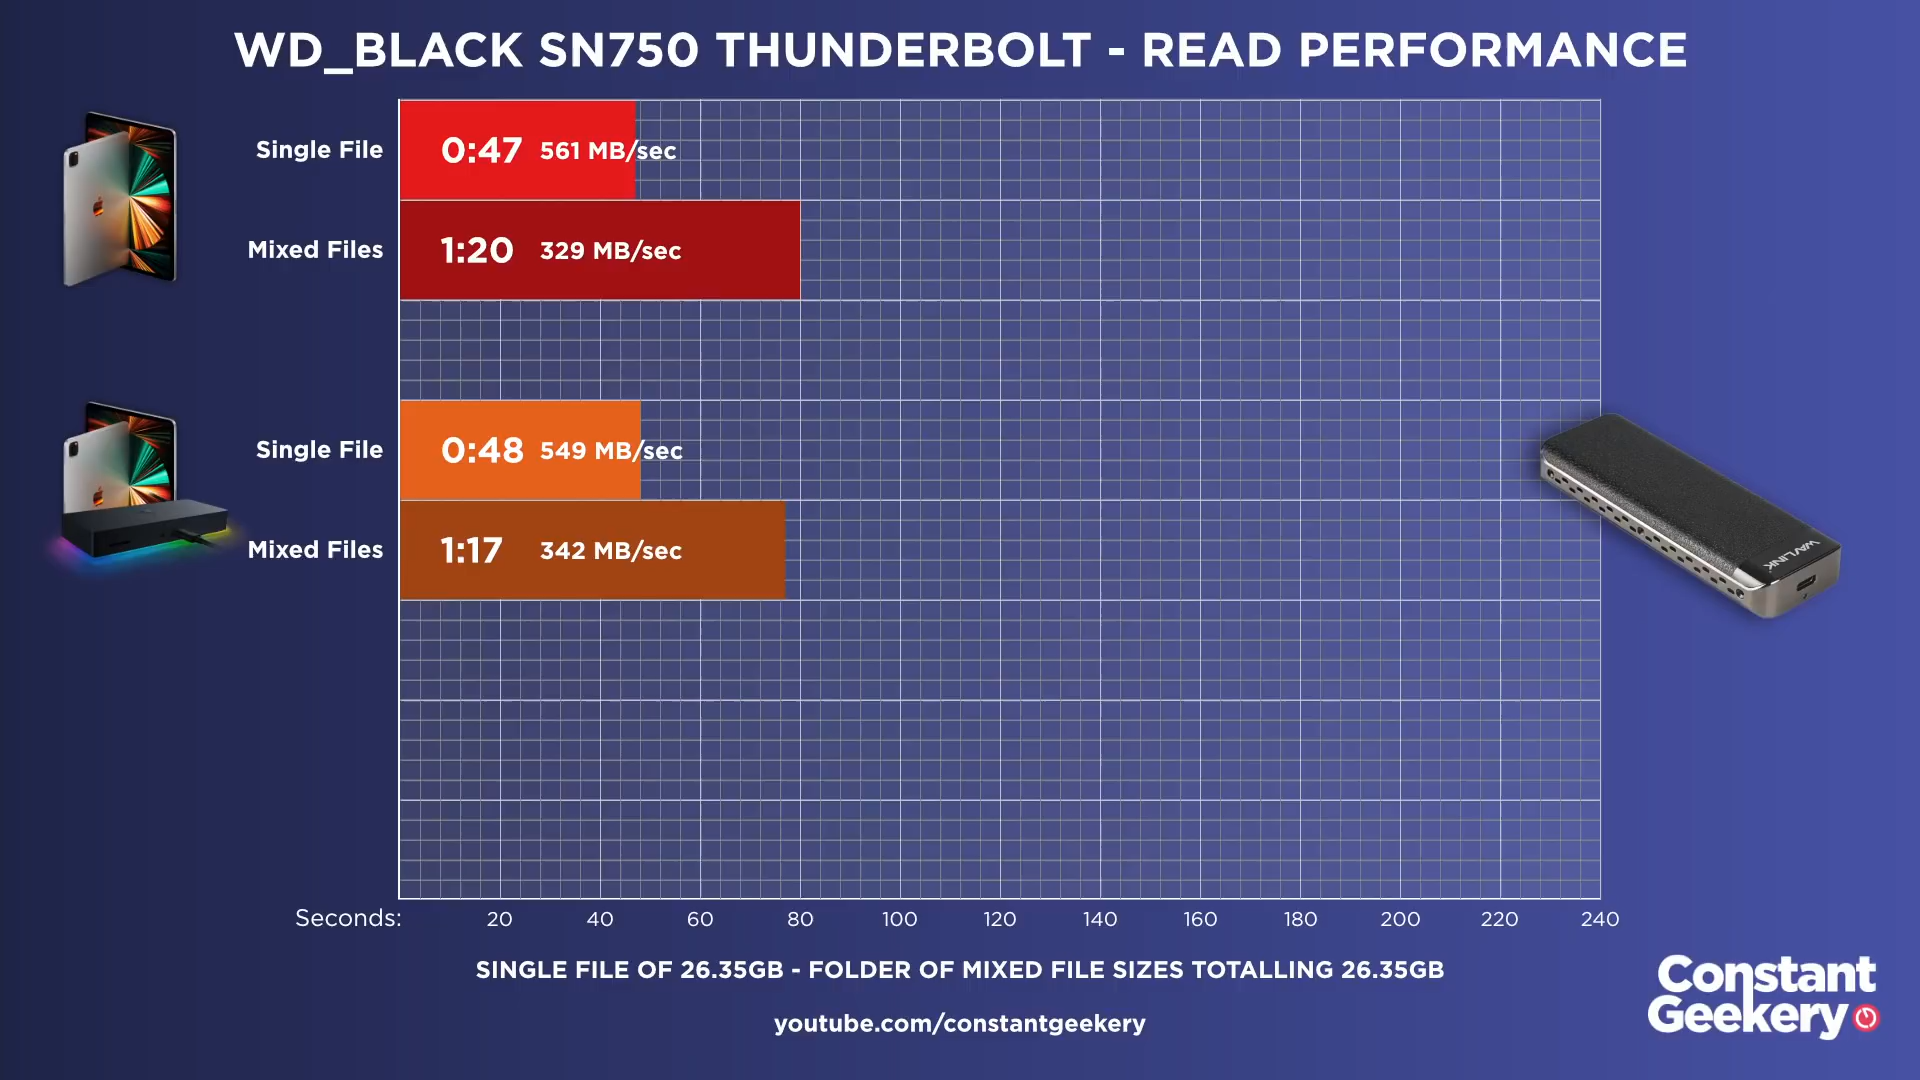 WD_BLACK SN750 THUNDERBOLT - READ PERFORMANCE
Single File
0:47 561 MB/sec
Mixed Files
1:20 329 MB/sec
Single File
0:48 549 MB/sec
Mixed Files
1:17 342 MB/sec
WAVLINK
Seconds: 20 40 60 80 100 120 140 160 180 200 220 240
SINGLE FILE OF 26.35GB - FOLDER OF MIXED FILE SIZES TOTALLING 26.35GB
youtube.com/constantgeekery
Constant
Geekery